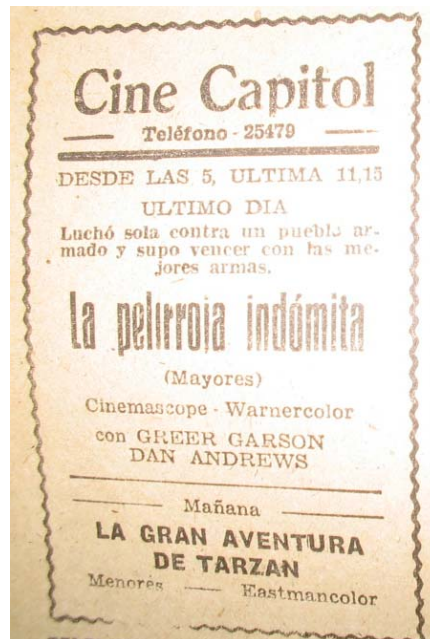 Cine Capitol
Teléfono - 25479
DESDE LAS 5, ULTIMA 11,15
ULTIMO DIA
Luchó sola contra un pueblo ar-
mado y supo vencer con las me-
jores armas.
la pelirroja indómita
(Mayores)
Cinemascope - Warnercolor
con GREER GARSON
DAN ANDREWS
Mañana
LA GRAN AVENTURA
DE TARZAN
Menores — Eastmancolor